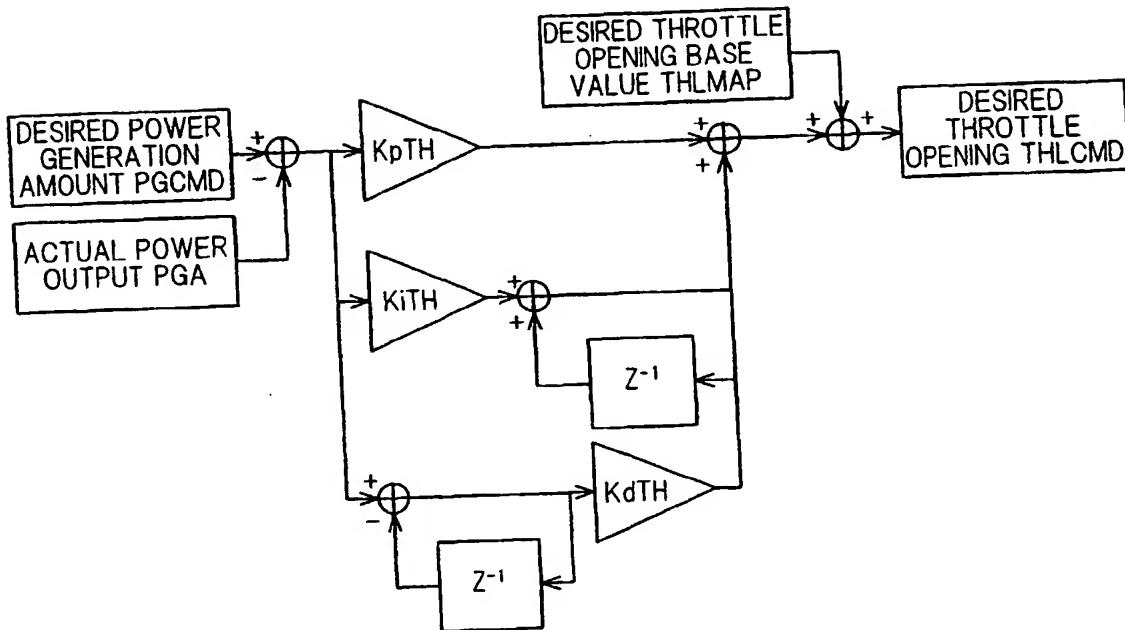 DESIRED THROTTLE
OPENING BASE
VALUE THLMAP
DESIRED POWER
GENERATION
AMOUNT PGCMD
+
-
KpTH
+
+
+
+
DESIRED
THROTTLE
OPENING THLCMD
ACTUAL POWER
OUTPUT PGA
KiTH
+
+
Z⁻¹
+
-
KdTH
Z⁻¹